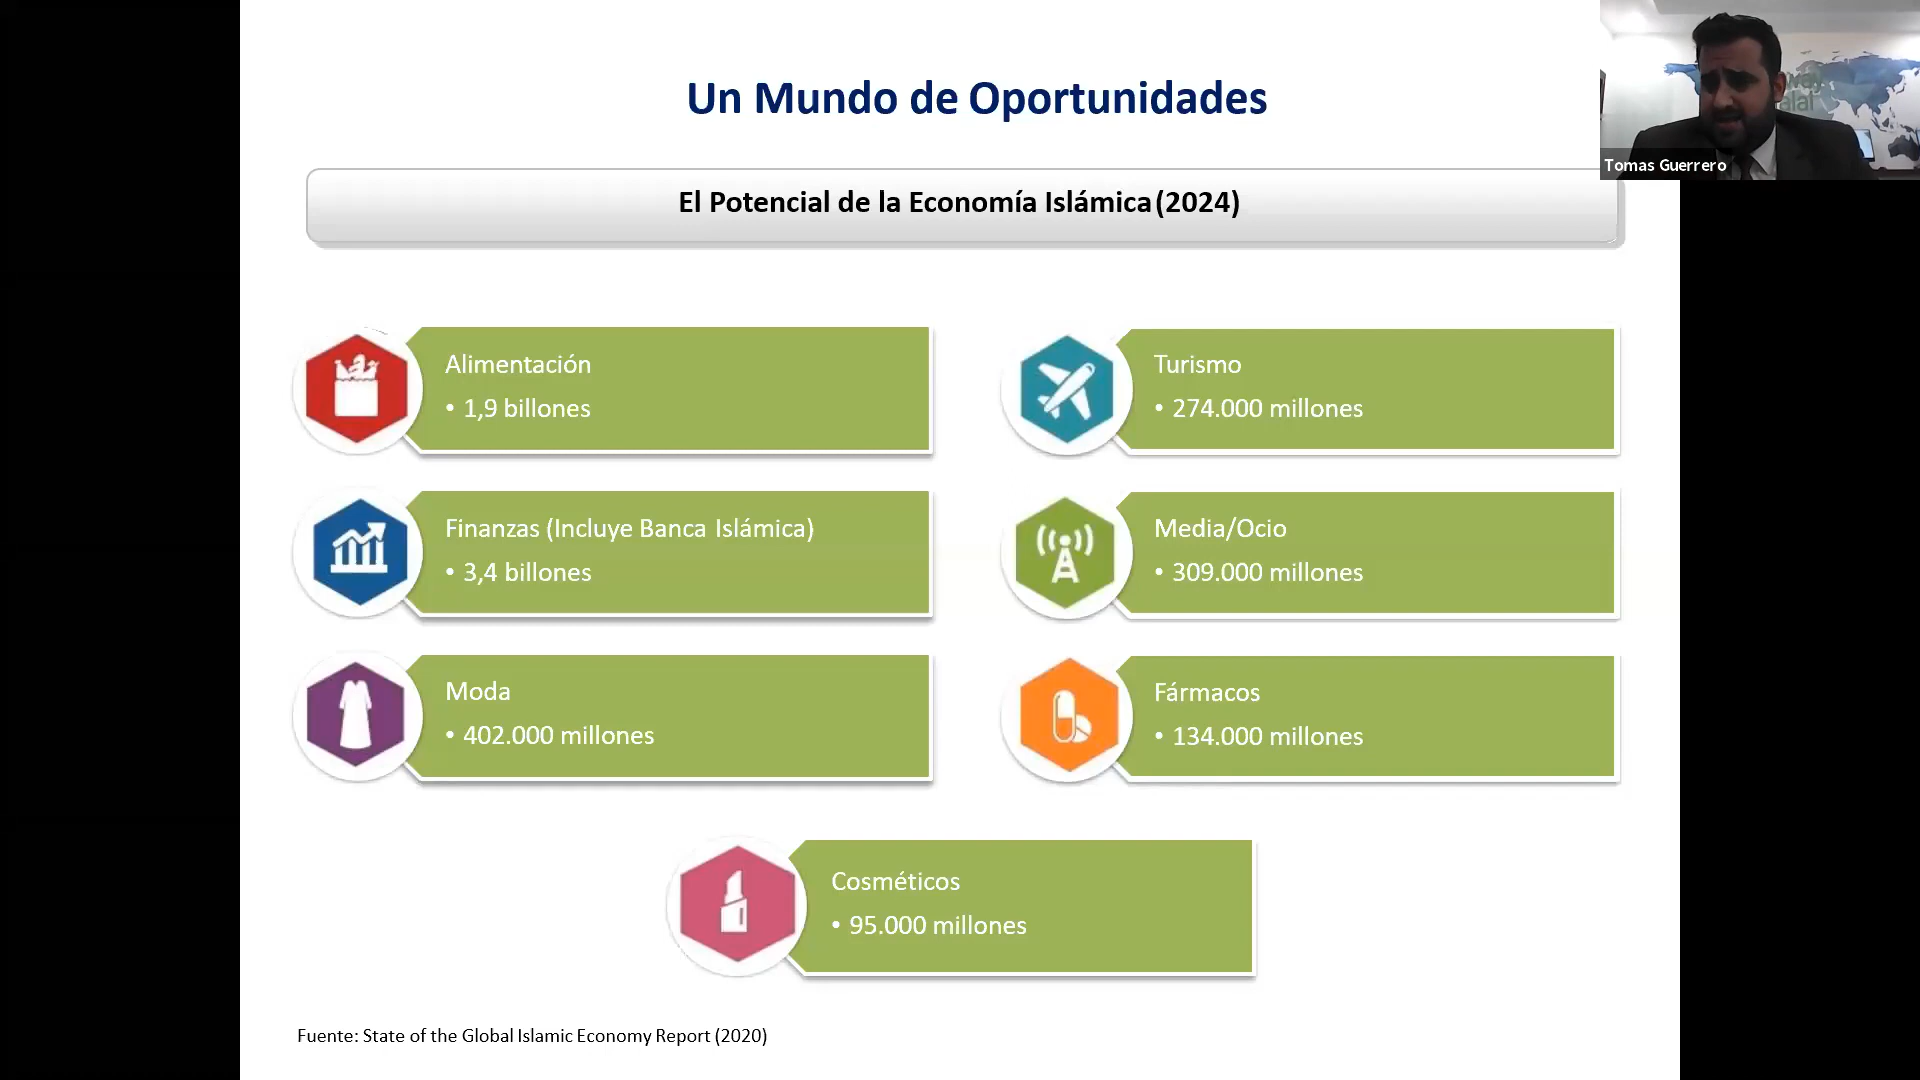 Un Mundo de Oportunidades
Tomas Guerrero
El Potencial de la Economía Islámica (2024)
Alimentación
• 1,9 billones
Turismo
• 274.000 millones
Finanzas (Incluye Banca Islámica)
• 3,4 billones
Media/Ocio
• 309.000 millones
Moda
• 402.000 millones
Fármacos
• 134.000 millones
Cosméticos
• 95.000 millones
Fuente: State of the Global Islamic Economy Report (2020)